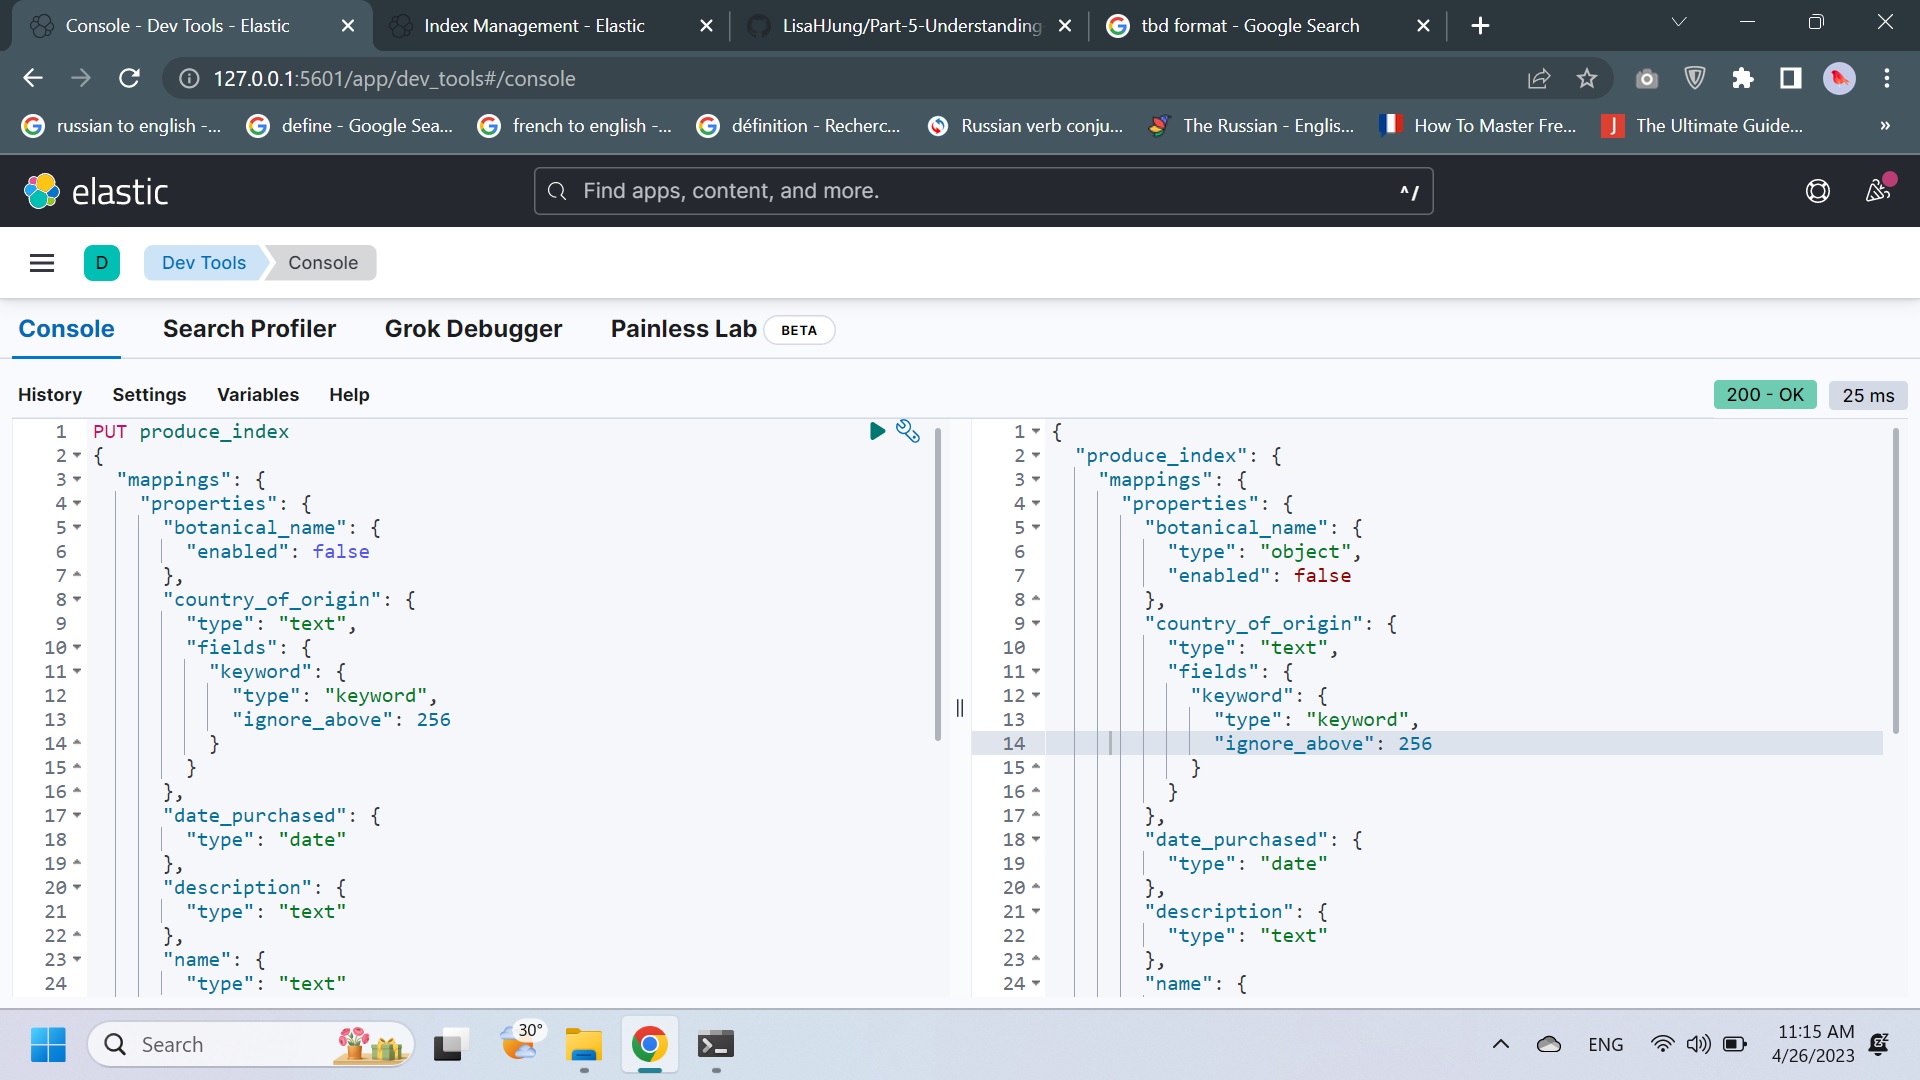 Console - Dev Tools - Elastic
Index Management - Elastic
LisaHJung/Part-5-Understanding
tbd format - Google Search
127.0.0.1:5601/app/dev_tools#/console
russian to english -...
define - Google Sea...
french to english -...
définition - Recherc...
Russian verb conju...
The Russian - Englis...
How To Master Fre...
J The Ultimate Guide...
»
elastic
Find apps, content, and more.
^/
D
Dev Tools
Console
Console
Search Profiler
Grok Debugger
Painless Lab
BETA
History
Settings
Variables
Help
200 - OK
25 ms
1 PUT produce_index
2 {
3 "mappings": {
4 "properties": {
5 "botanical_name": {
6 "enabled": false
7 },
8 "country_of_origin": {
9 "type": "text",
10 "fields": {
11 "keyword": {
12 "type": "keyword",
13 "ignore_above": 256
14 }
15 }
16 },
17 "date_purchased": {
18 "type": "date"
19 },
20 "description": {
21 "type": "text"
22 },
23 "name": {
24 "type": "text"
1 {
2 "produce_index": {
3 "mappings": {
4 "properties": {
5 "botanical_name": {
6 "type": "object",
7 "enabled": false
8 },
9 "country_of_origin": {
10 "type": "text",
11 "fields": {
12 "keyword": {
13 "type": "keyword",
14 "ignore_above": 256
15 }
16 }
17 },
18 "date_purchased": {
19 "type": "date"
20 },
21 "description": {
22 "type": "text"
23 },
24 "name": {
Search
30°
ENG
11:15 AM
4/26/2023